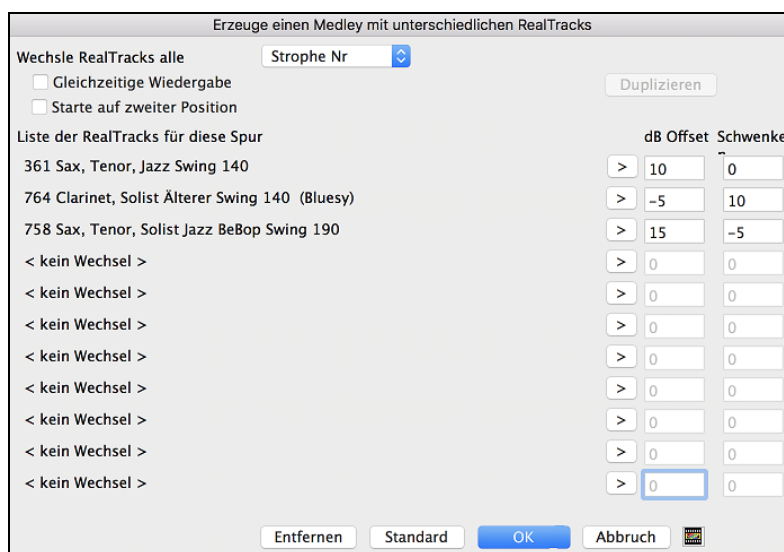 Erzeuge einen Medley mit unterschiedlichen RealTracks
Wechsle RealTracks alle Strophe Nr
Gleichzeitige Wiedergabe Duplizieren
Starte auf zweiter Position
Liste der RealTracks für diese Spur dB Offset Schwenke
361 Sax, Tenor, Jazz Swing 140 > 10 0
764 Clarinet, Solist Älterer Swing 140 (Bluesy) > -5 10
758 Sax, Tenor, Solist Jazz BeBop Swing 190 > 15 -5
< kein Wechsel > > 0 0
< kein Wechsel > > 0 0
< kein Wechsel > > 0 0
< kein Wechsel > > 0 0
< kein Wechsel > > 0 0
< kein Wechsel > > 0 0
< kein Wechsel > > 0 0
< kein Wechsel > > 0 0
Entfernen Standard OK Abbruch